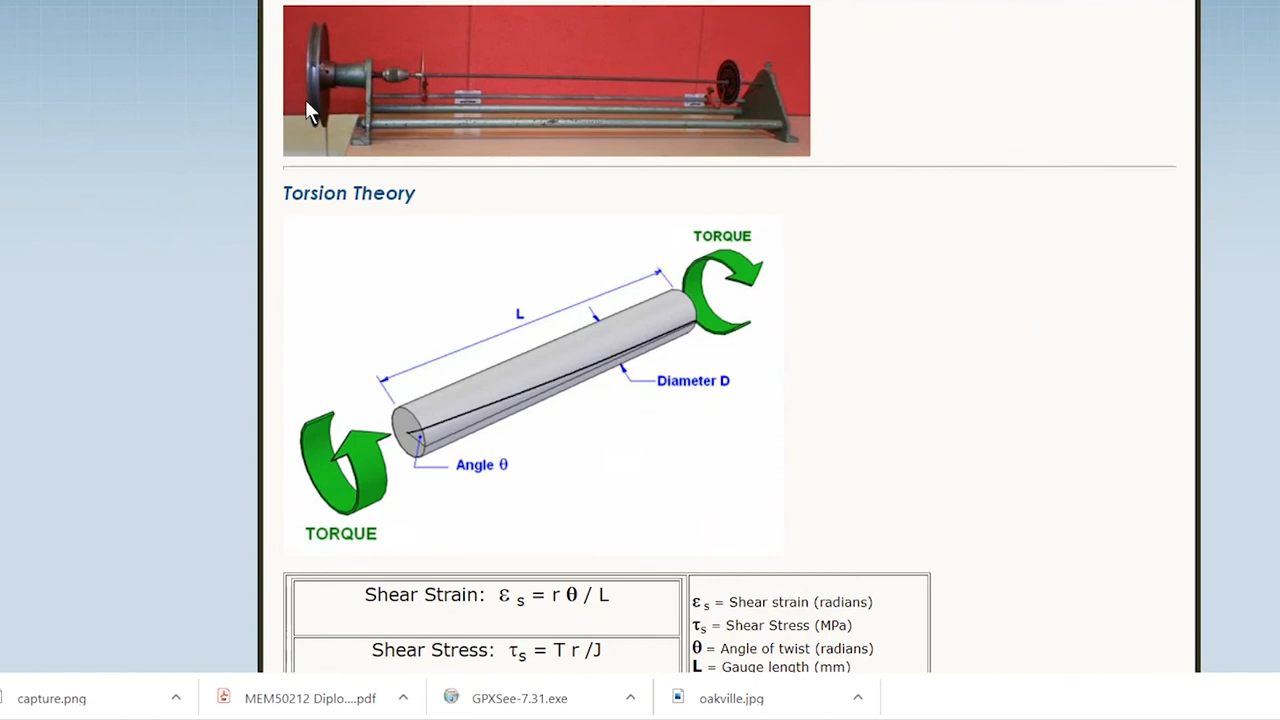 Torsion Theory
TORQUE
L
Diameter D
Angle θ
TORQUE
Shear Strain: ε s = r θ / L
Shear Stress: τs = T r /J
εs = Shear strain (radians)
τs = Shear Stress (MPa)
θ = Angle of twist (radians)
L = Gauge length (mm)
capture.png
MEM50212 Diplo....pdf
GPXSee-7.31.exe
oakville.jpg